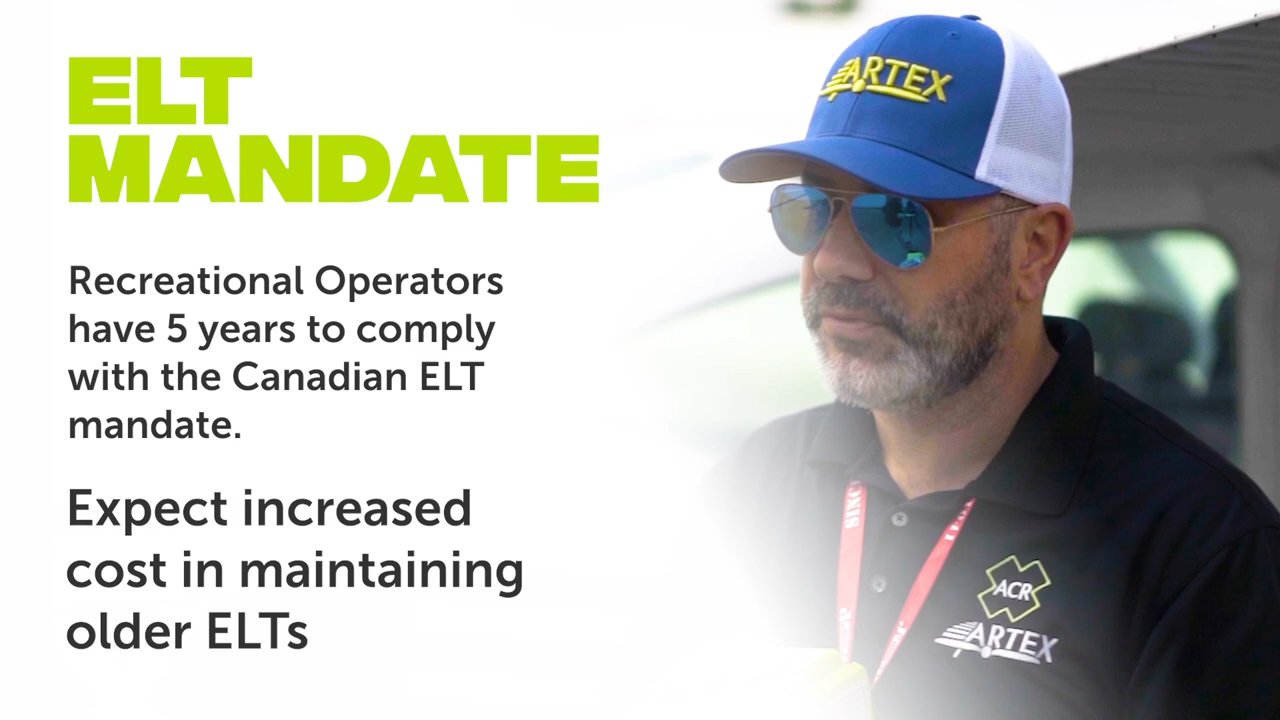 ELT
MANDATE
Recreational Operators
have 5 years to comply
with the Canadian ELT
mandate.
Expect increased
cost in maintaining
older ELTs
ARTEX
ACR
ARTEX